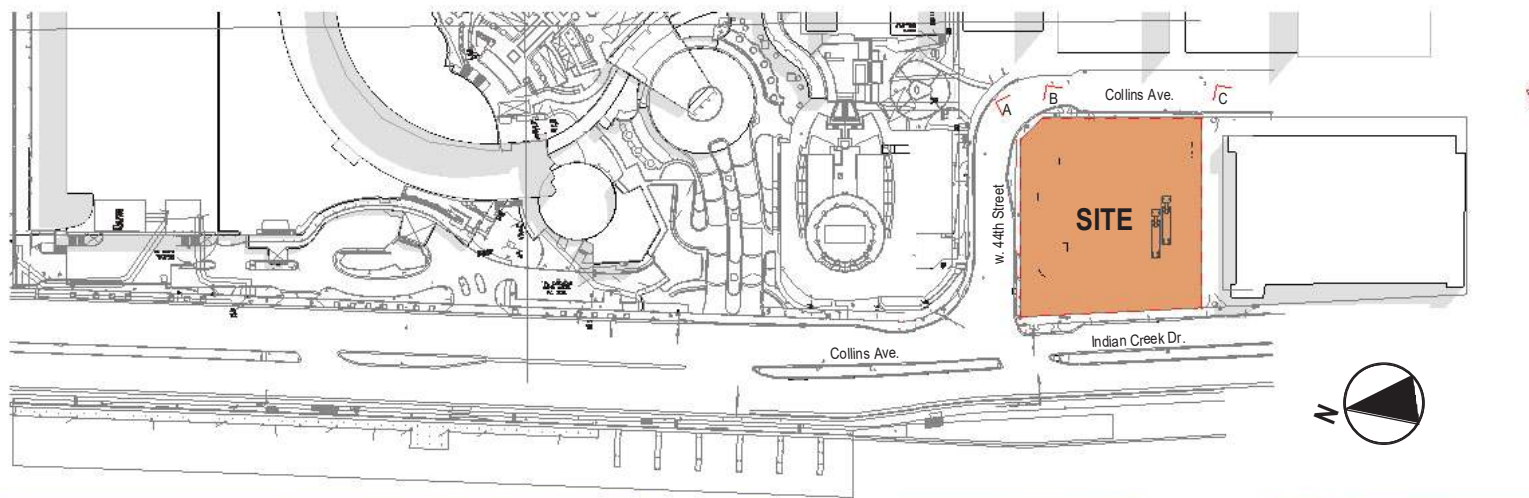 A
B
Collins Ave.
C
w. 44th Street
SITE
Collins Ave.
Indian Creek Dr.
N